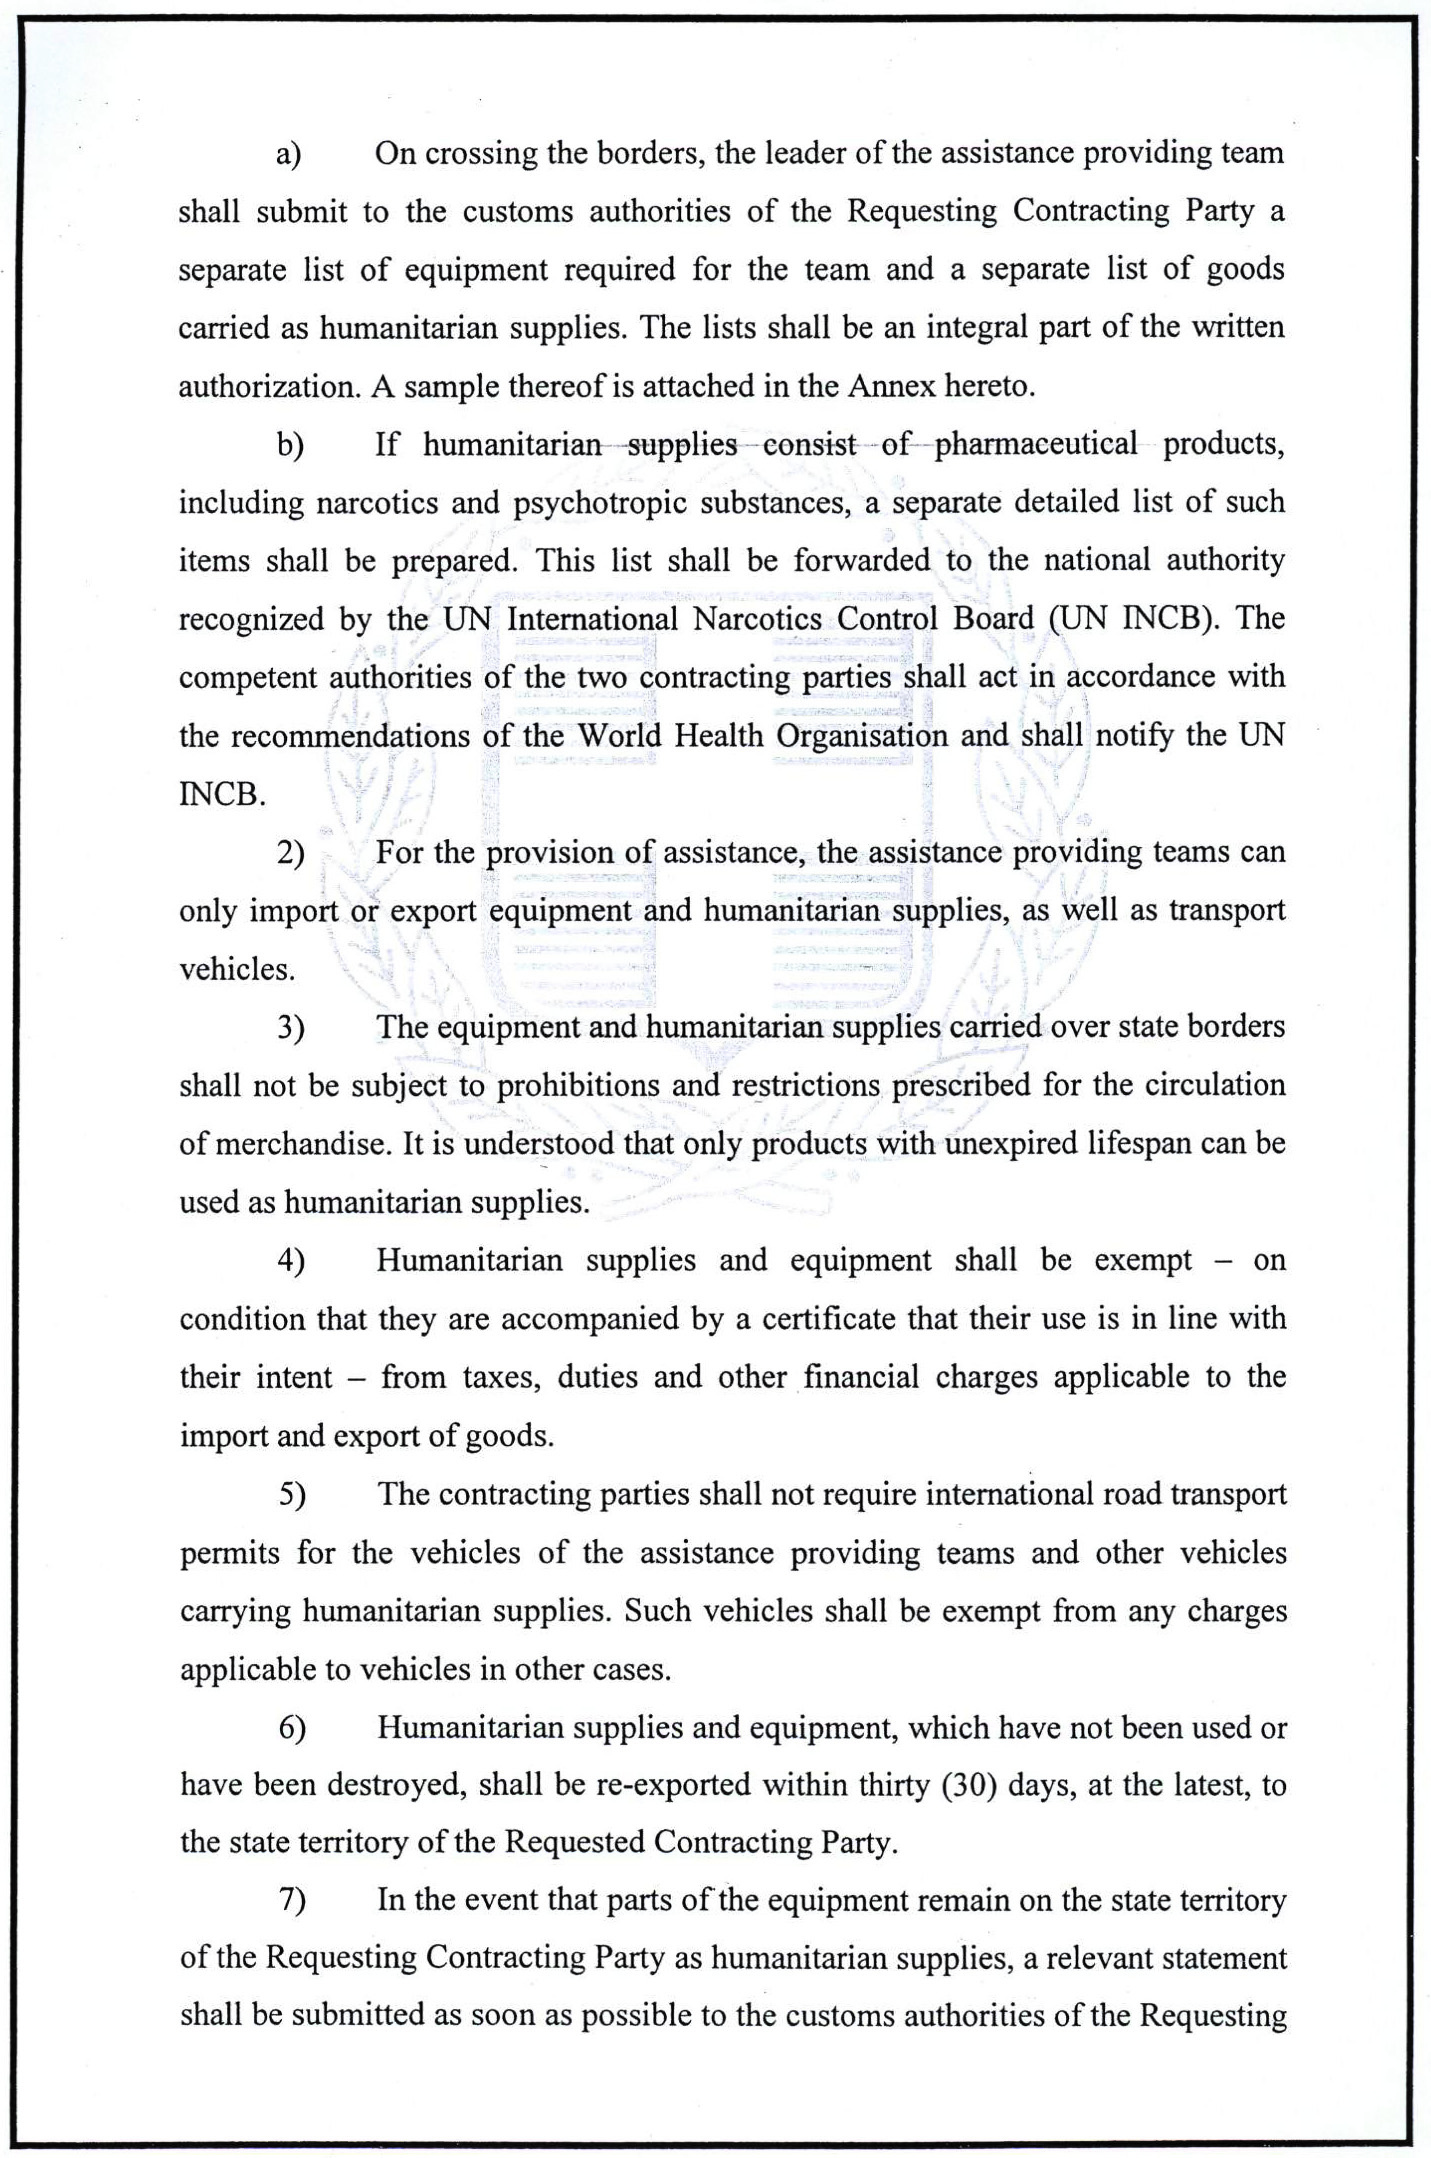 a) On crossing the borders, the leader of the assistance providing team
shall submit to the customs authorities of the Requesting Contracting Party a
separate list of equipment required for the team and a separate list of goods
carried as humanitarian supplies. The lists shall be an integral part of the written
authorization. A sample thereof is attached in the Annex hereto.
b) If humanitarian supplies consist of pharmaceutical products,
including narcotics and psychotropic substances, a separate detailed list of such
items shall be prepared. This list shall be forwarded to the national authority
recognized by the UN International Narcotics Control Board (UN INCB). The
competent authorities of the two contracting parties shall act in accordance with
the recommendations of the World Health Organisation and shall notify the UN
INCB.
2) For the provision of assistance, the assistance providing teams can
only import or export equipment and humanitarian supplies, as well as transport
vehicles.
3) The equipment and humanitarian supplies carried over state borders
shall not be subject to prohibitions and restrictions prescribed for the circulation
of merchandise. It is understood that only products with unexpired lifespan can be
used as humanitarian supplies.
4) Humanitarian supplies and equipment shall be exempt – on
condition that they are accompanied by a certificate that their use is in line with
their intent – from taxes, duties and other financial charges applicable to the
import and export of goods.
5) The contracting parties shall not require international road transport
permits for the vehicles of the assistance providing teams and other vehicles
carrying humanitarian supplies. Such vehicles shall be exempt from any charges
applicable to vehicles in other cases.
6) Humanitarian supplies and equipment, which have not been used or
have been destroyed, shall be re-exported within thirty (30) days, at the latest, to
the state territory of the Requested Contracting Party.
7) In the event that parts of the equipment remain on the state territory
of the Requesting Contracting Party as humanitarian supplies, a relevant statement
shall be submitted as soon as possible to the customs authorities of the Requesting